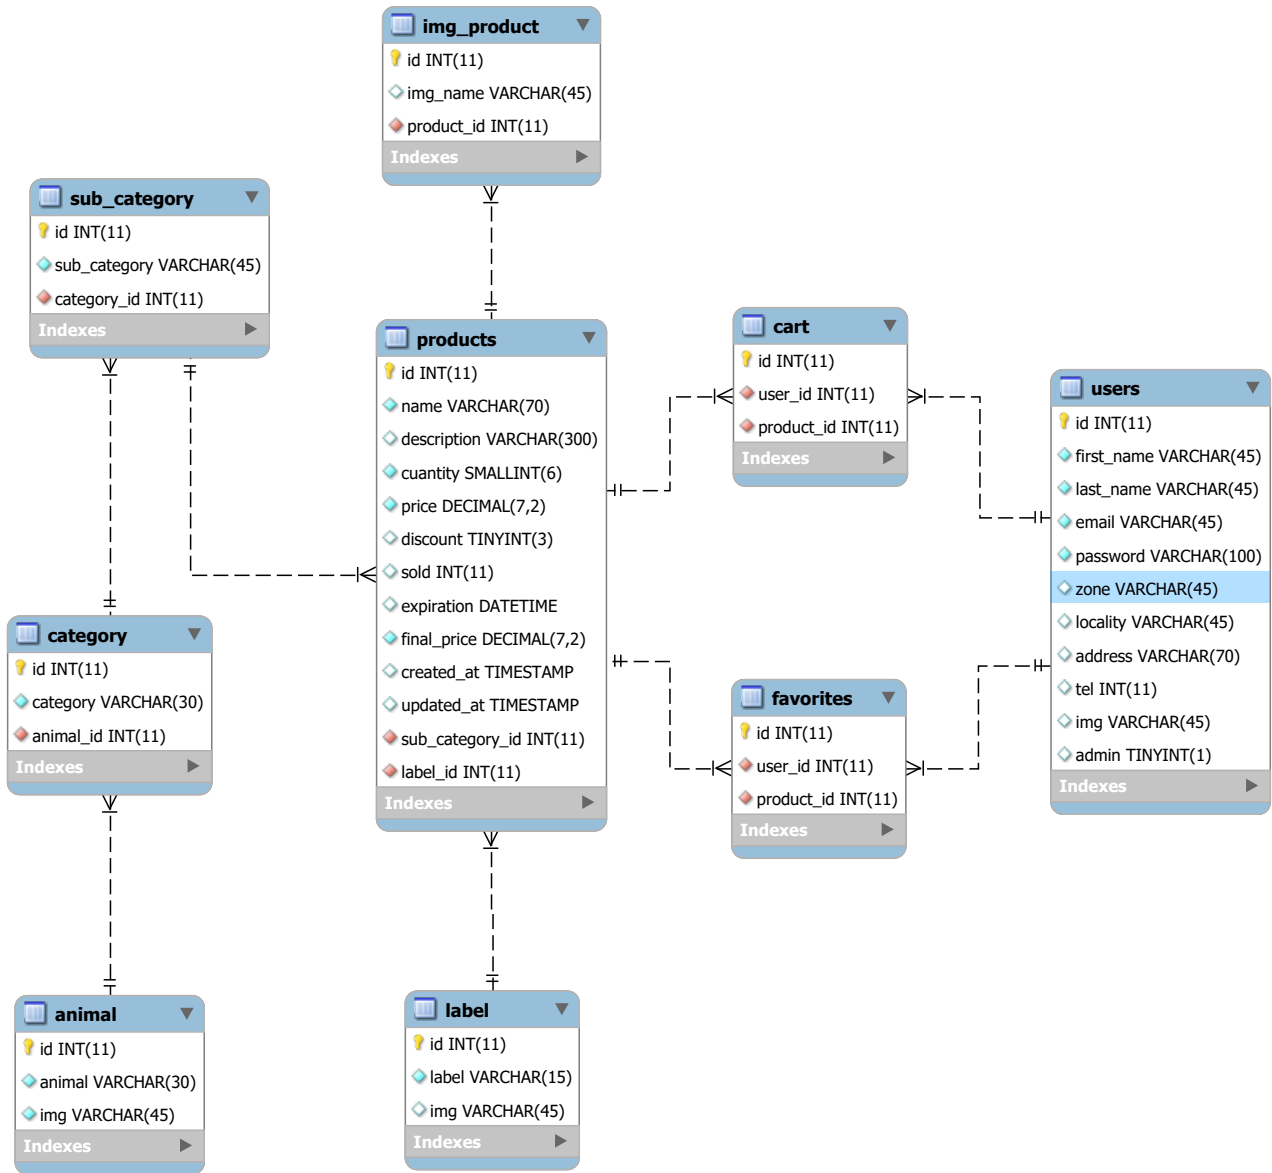 img_product
id INT(11)
img_name VARCHAR(45)
product_id INT(11)
Indexes
sub_category
id INT(11)
sub_category VARCHAR(45)
category_id INT(11)
Indexes
products
id INT(11)
name VARCHAR(70)
description VARCHAR(300)
cuantity SMALLINT(6)
price DECIMAL(7,2)
discount TINYINT(3)
sold INT(11)
expiration DATETIME
final_price DECIMAL(7,2)
created_at TIMESTAMP
updated_at TIMESTAMP
sub_category_id INT(11)
label_id INT(11)
Indexes
cart
id INT(11)
user_id INT(11)
product_id INT(11)
Indexes
users
id INT(11)
first_name VARCHAR(45)
last_name VARCHAR(45)
email VARCHAR(45)
password VARCHAR(100)
zone VARCHAR(45)
locality VARCHAR(45)
address VARCHAR(70)
tel INT(11)
img VARCHAR(45)
admin TINYINT(1)
Indexes
category
id INT(11)
category VARCHAR(30)
animal_id INT(11)
Indexes
favorites
id INT(11)
user_id INT(11)
product_id INT(11)
Indexes
animal
id INT(11)
animal VARCHAR(30)
img VARCHAR(45)
Indexes
label
id INT(11)
label VARCHAR(15)
img VARCHAR(45)
Indexes